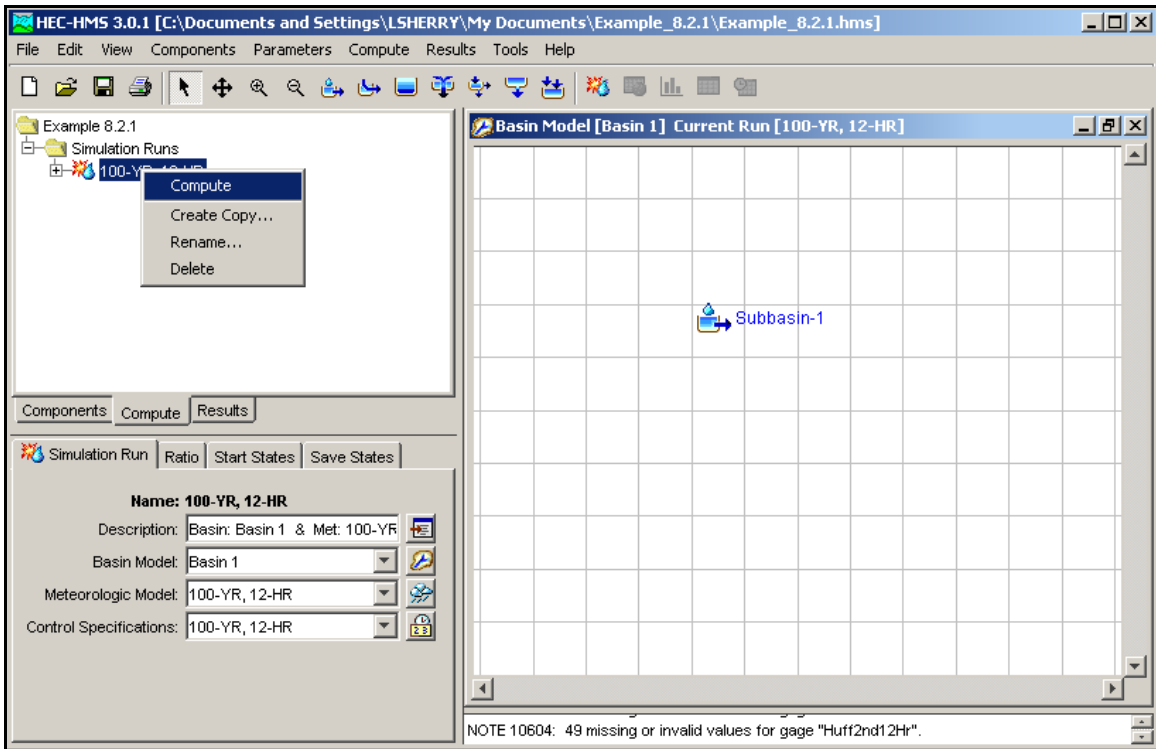 HEC-HMS 3.0.1 [C:\Documents and Settings\LSHERRY\My Documents\Example_8.2.1\Example_8.2.1.hms]
File Edit View Components Parameters Compute Results Tools Help
Example 8.2.1
Simulation Runs
100-YR, 12-HR
Compute
Create Copy...
Rename...
Delete
Components Compute Results
Simulation Run Ratio Start States Save States
Name: 100-YR, 12-HR
Description: Basin: Basin 1 & Met: 100-YR
Basin Model: Basin 1
Meteorologic Model: 100-YR, 12-HR
Control Specifications: 100-YR, 12-HR
Basin Model [Basin 1] Current Run [100-YR, 12-HR]
Subbasin-1
NOTE 10604: 49 missing or invalid values for gage "Huff2nd12Hr".